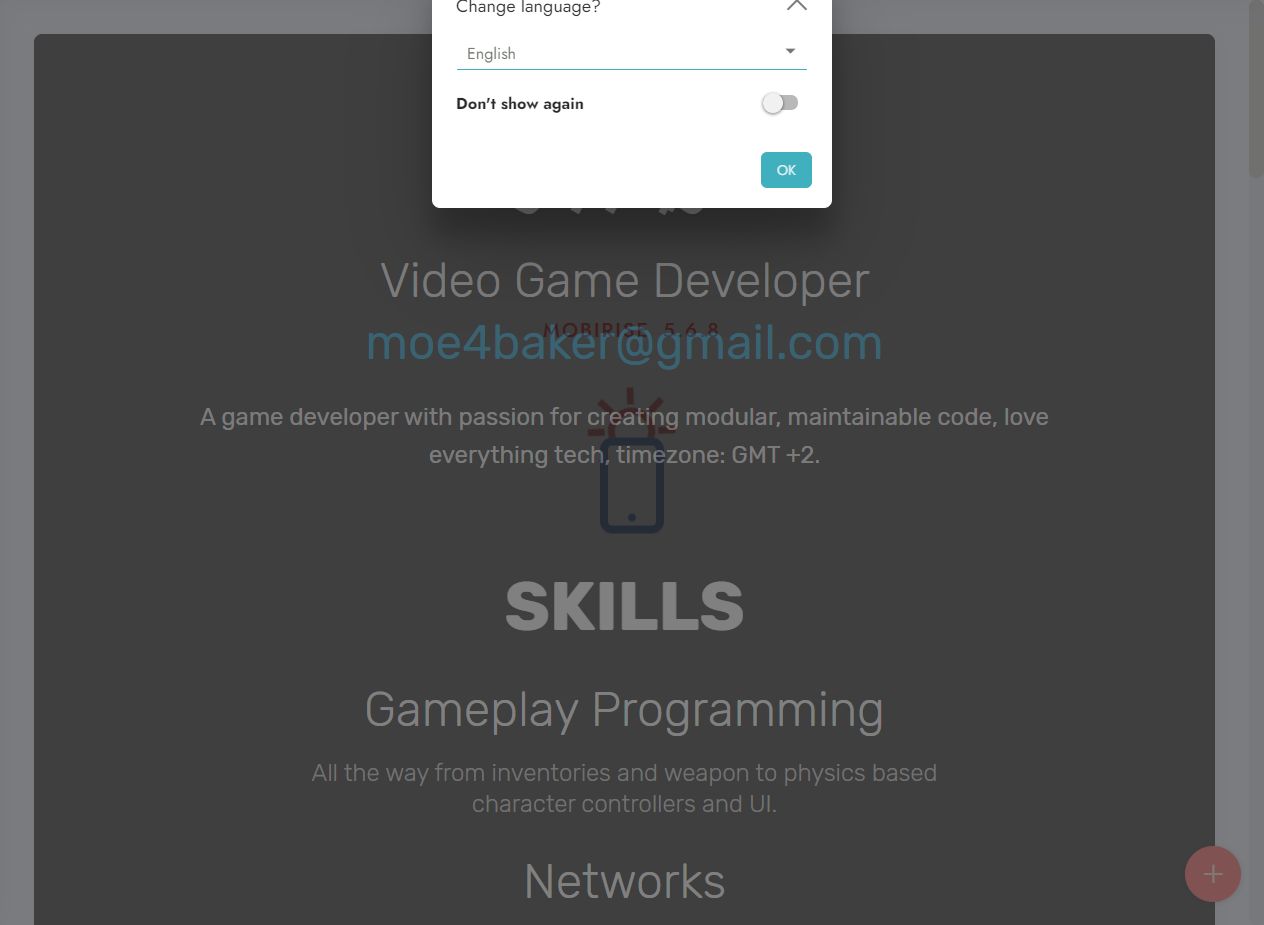 Change language?
English
Don't show again
OK
Video Game Developer
MOBIRISE 5.6.8
moe4baker@gmail.com
A game developer with passion for creating modular, maintainable code, love
everything tech, timezone: GMT +2.
SKILLS
Gameplay Programming
All the way from inventories and weapon to physics based
character controllers and UI.
Networks